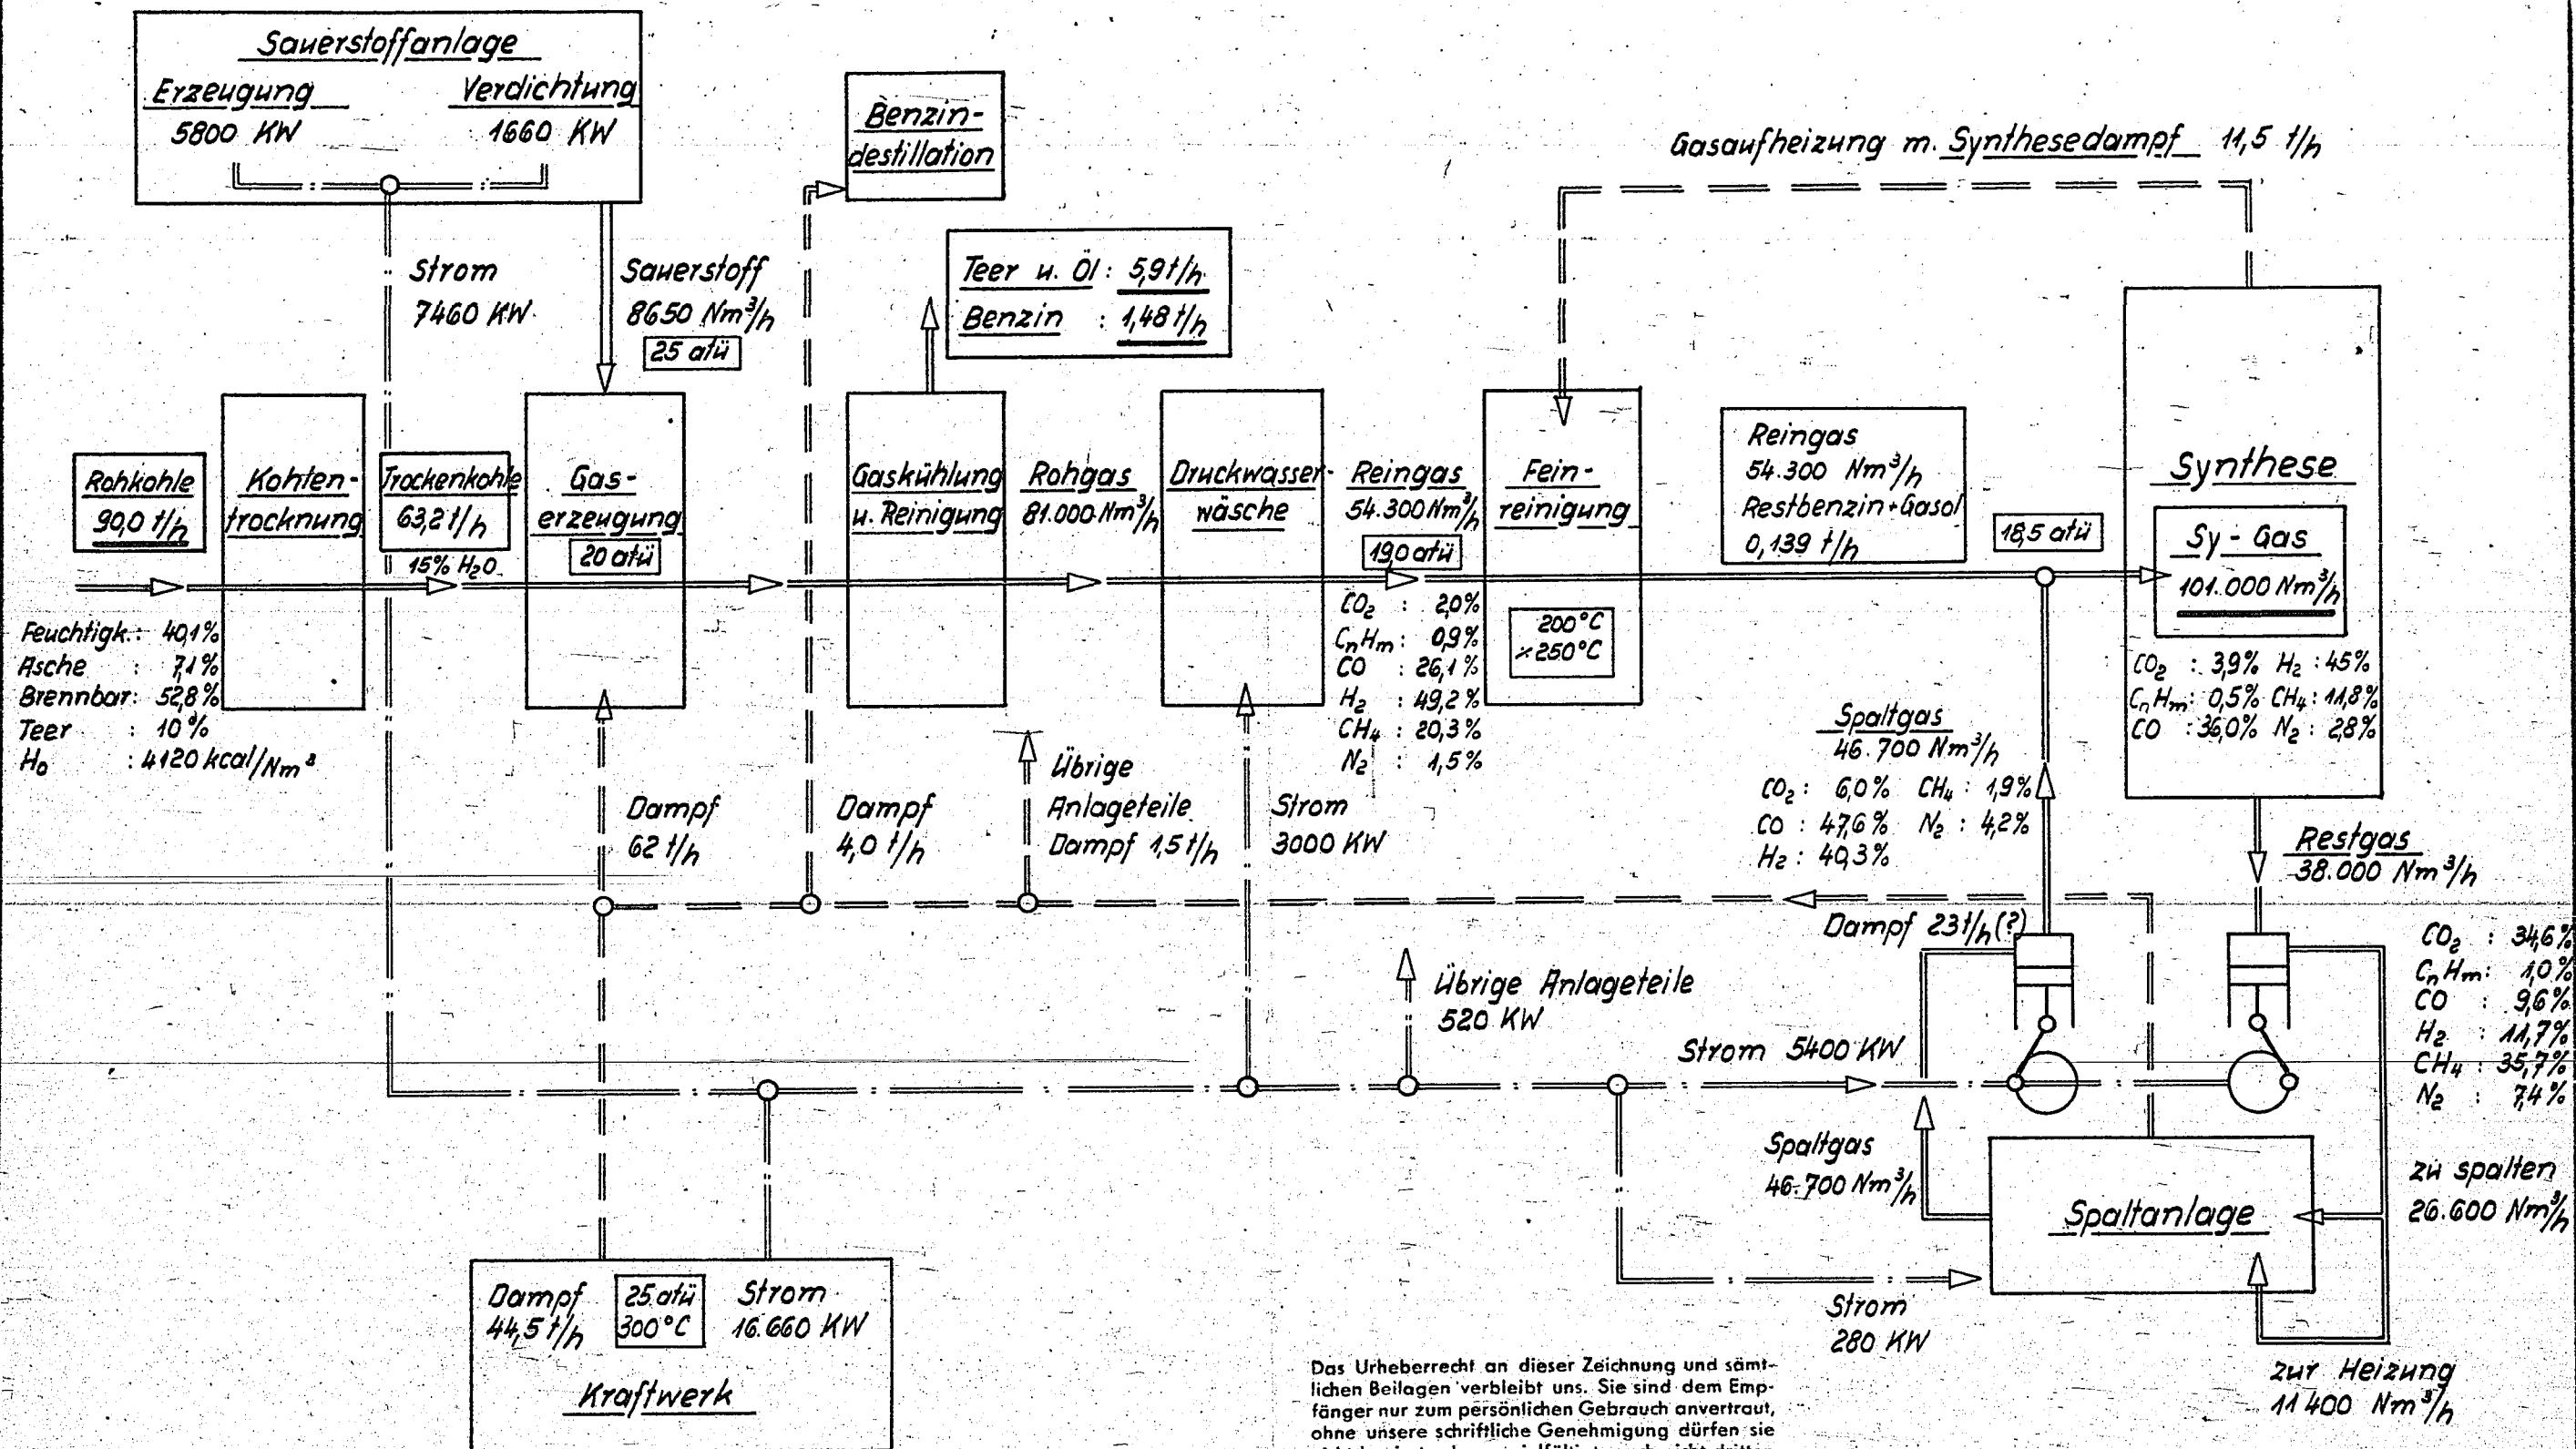 Sauerstoffanlage
Erzeugung Verdichtung
5800 KW 1660 KW
Benzin-
destillation
Gasaufheizung m. Synthesedampf 11,5 t/h
Strom
7460 KW
Sauerstoff
8650 Nm³/h
25 atü
Teer u. Öl : 5,9 t/h
Benzin : 1,48 t/h
Rohkohle
90,0 t/h
Kohlen-
trocknung
Trockenkohle
63,2 t/h
15% H₂O
Gas-
erzeugung
20 atü
Gaskühlung
u. Reinigung
Rohgas
81.000 Nm³/h
Druckwasser-
wäsche
Reingas
54.300 Nm³/h
19,0 atü
Fein-
reinigung
200°C
÷250°C
Reingas
54.300 Nm³/h
Restbenzin+Gasol
0,139 t/h
18,5 atü
Synthese
Sy-Gas
101.000 Nm³/h
CO₂ : 3,9% H₂ : 45%
CnHm : 0,5% CH₄ : 11,8%
CO : 36,0% N₂ : 2,8%
Feuchtigk. : 40,1%
Asche : 7,1%
Brennbar : 52,8%
Teer : 10%
H₀ : 4120 kcal/Nm³
CO₂ : 2,0%
CnHm : 0,9%
CO : 26,1%
H₂ : 49,2%
CH₄ : 20,3%
N₂ : 1,5%
Dampf
62 t/h
Dampf
4,0 t/h
Übrige
Anlageteile
Dampf 1,5 t/h
Strom
3000 KW
Spaltgas
46.700 Nm³/h
CO₂ : 6,0% CH₄ : 1,9%
CO : 47,6% N₂ : 4,2%
H₂ : 40,3%
Restgas
38.000 Nm³/h
Dampf 23 t/h (?)
CO₂ : 34,6%
CnHm : 1,0%
CO : 9,6%
H₂ : 11,7%
CH₄ : 35,7%
N₂ : 7,4%
Übrige Anlageteile
520 KW
Strom 5400 KW
Spaltgas
46.700 Nm³/h
Spaltanlage
zu spalten
26.600 Nm³/h
Strom
280 KW
zur Heizung
11400 Nm³/h
Dampf
44,5 t/h
25 atü
300°C
Strom
16.660 KW
Kraftwerk
Das Urheberrecht an dieser Zeichnung und sämt-
lichen Beilagen verbleibt uns. Sie sind dem Emp-
fänger nur zum persönlichen Gebrauch anvertraut,
ohne unsere schriftliche Genehmigung dürfen sie